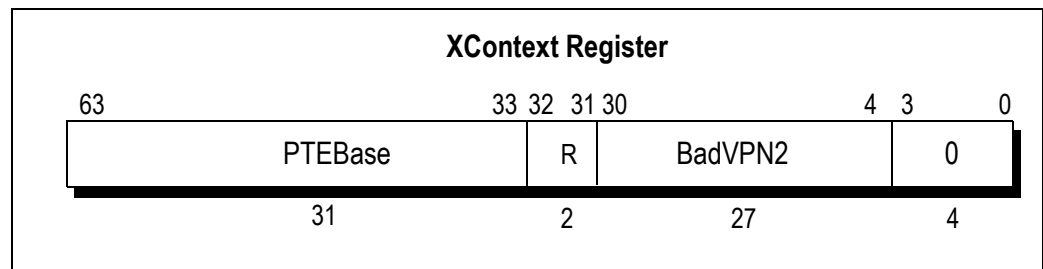 XContext Register
63 33 32 31 30 4 3 0
PTEBase R BadVPN2 0
31 2 27 4